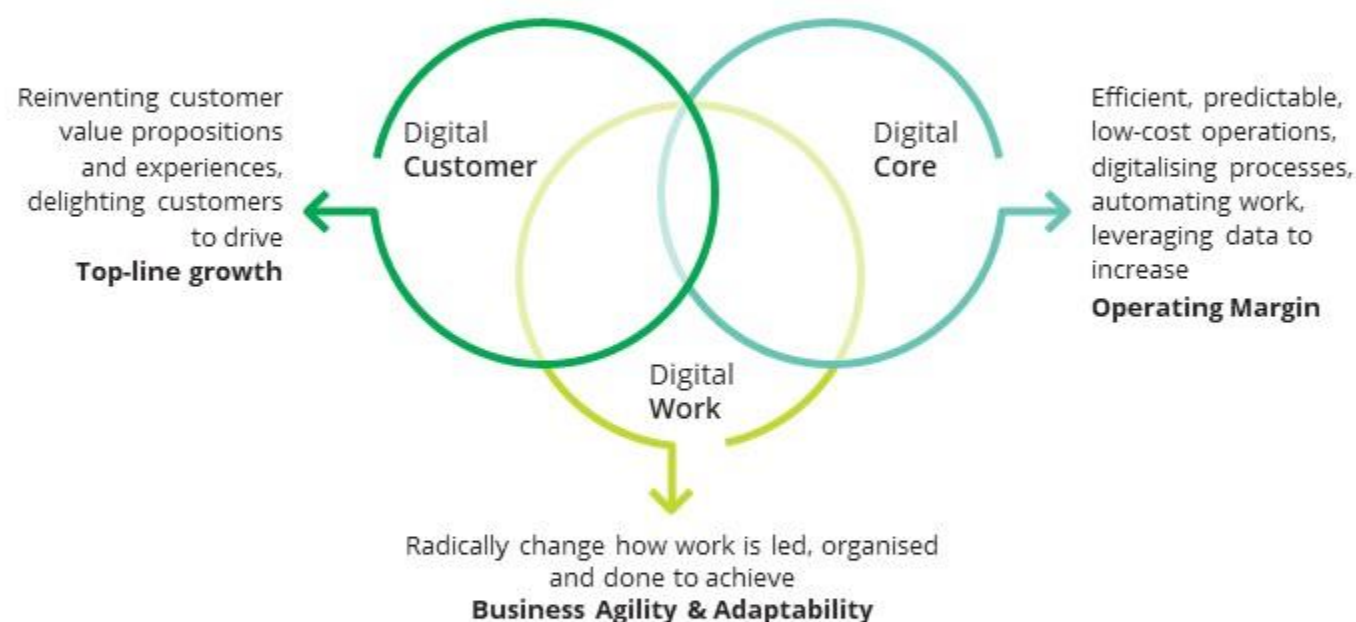 Reinventing customer
value propositions
and experiences,
delighting customers
to drive
Top-line growth
Digital
Customer
Digital
Core
Efficient, predictable,
low-cost operations,
digitalising processes,
automating work,
leveraging data to
increase
Operating Margin
Digital
Work
Radically change how work is led, organised
and done to achieve
Business Agility & Adaptability